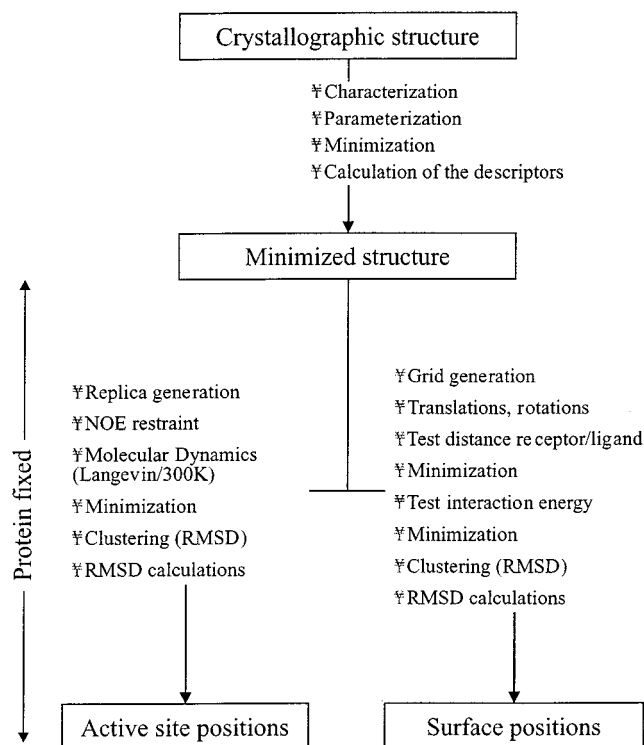 Crystallographic structure
¥Characterization
¥Parameterization
¥Minimization
¥Calculation of the descriptors
Minimized structure
Protein fixed
¥Replica generation
¥NOE restraint
¥Molecular Dynamics
(Langevin/300K)
¥Minimization
¥Clustering (RMSD)
¥RMSD calculations
¥Grid generation
¥Translations, rotations
¥Test distance receptor/ligand
¥Minimization
¥Test interaction energy
¥Minimization
¥Clustering (RMSD)
¥RMSD calculations
Active site positions
Surface positions